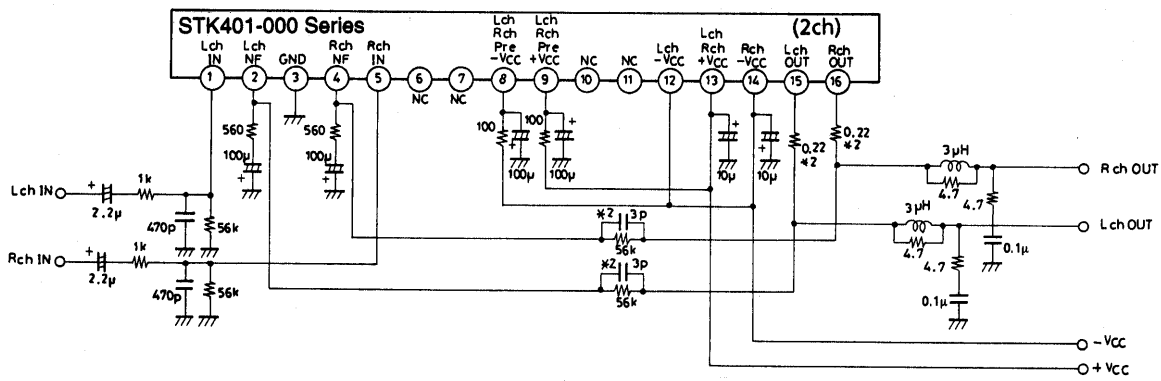 STK401-000 Series
(2ch)
Lch IN
Lch NF
GND
Rch NF
Rch IN
Lch Rch Pre -VCC
Lch Rch Pre +VCC
NC
NC
Lch -VCC
Lch Rch +VCC
Rch -VCC
Lch OUT
Rch OUT
1 2 3 4 5 6 7 8 9 10 11 12 13 14 15 16
NC NC
560
100µ
+
560
100µ
+
100
+
100µ
100
+
100µ
+
10µ
+
10µ
0.22
*2
0.22
*2
3µH
Rch OUT
4.7
4.7
Lch IN
+
1k
2.2µ
470p
56k
*2
3p
56k
3µH
Lch OUT
4.7
4.7
0.1µ
Rch IN
+
1k
2.2µ
470p
56k
*2
3p
56k
0.1µ
-VCC
+VCC